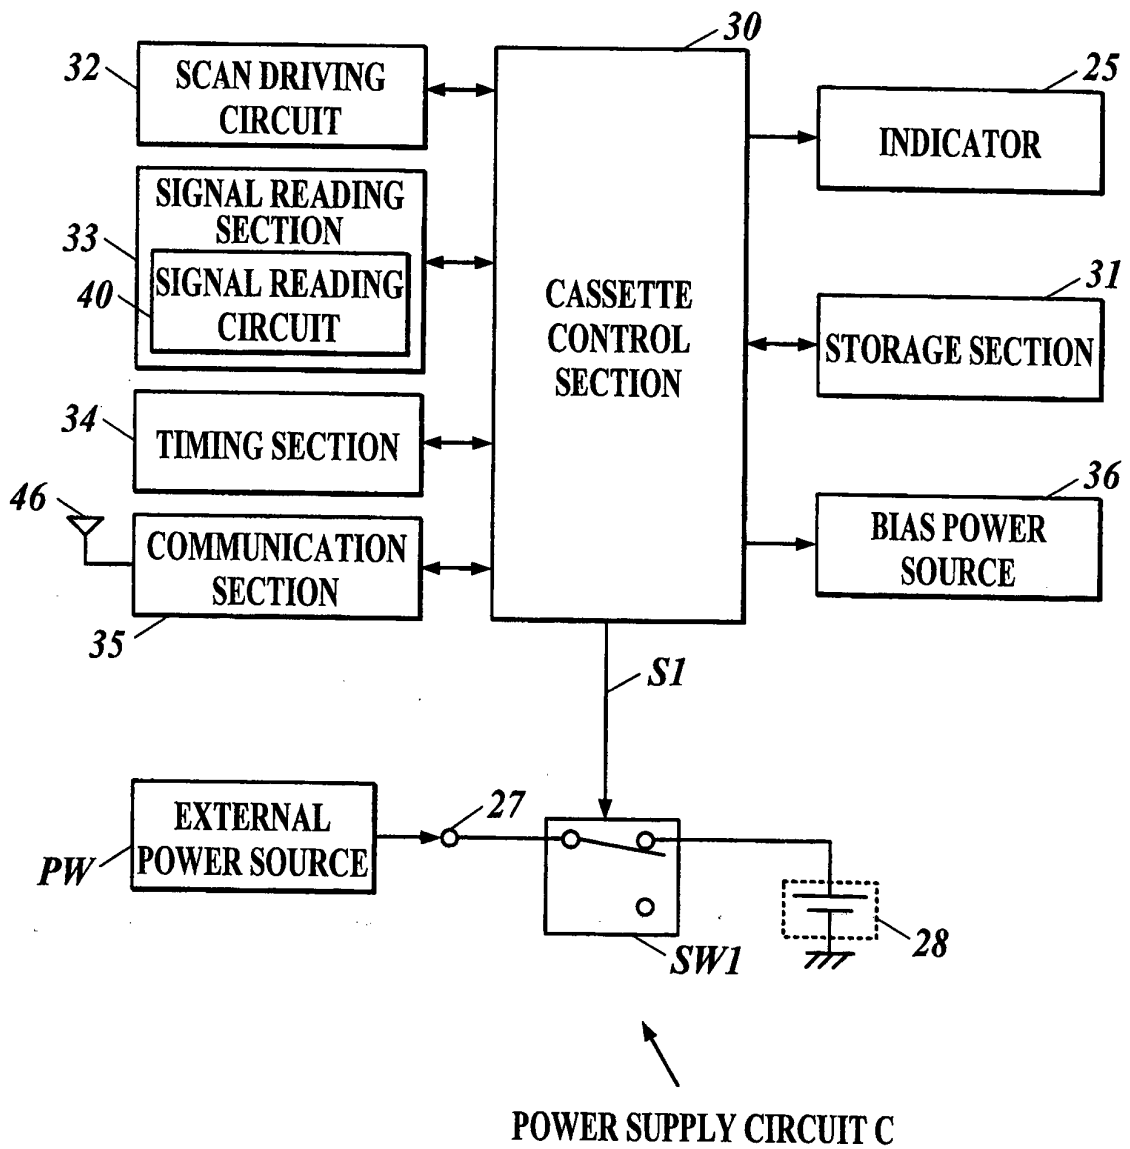 30
32
SCAN DRIVING
CIRCUIT
25
INDICATOR
SIGNAL READING
SECTION
33
SIGNAL READING
CIRCUIT
40
CASSETTE
CONTROL
SECTION
31
STORAGE SECTION
34
TIMING SECTION
36
BIAS POWER
SOURCE
46
COMMUNICATION
SECTION
35
S1
EXTERNAL
POWER SOURCE
PW
27
28
SW1
POWER SUPPLY CIRCUIT C